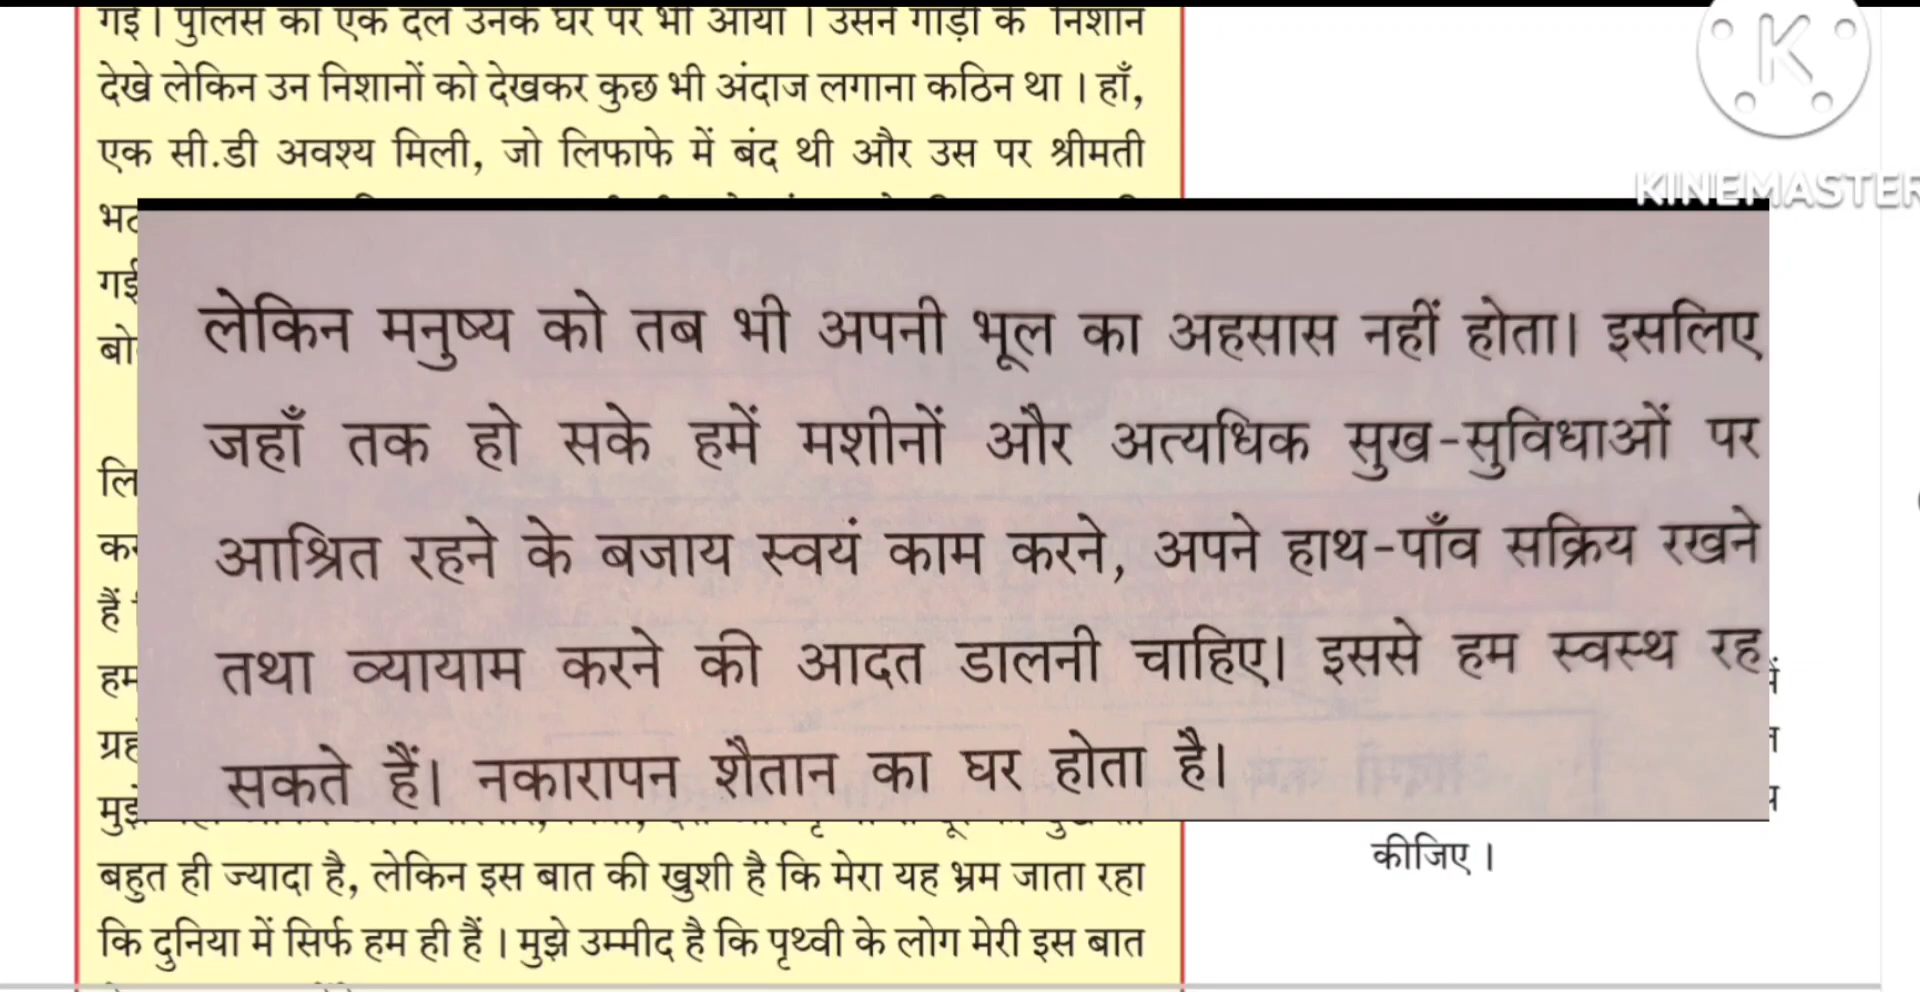 गई । पुलिस का एक दल उनके घर पर भी आया । उसने गाड़ी के निशान
देखे लेकिन उन निशानों को देखकर कुछ भी अंदाज लगाना कठिन था । हाँ,
एक सी.डी अवश्य मिली, जो लिफाफे में बंद थी और उस पर श्रीमती
KINEMASTER
लेकिन मनुष्य को तब भी अपनी भूल का अहसास नहीं होता। इसलिए
जहाँ तक हो सके हमें मशीनों और अत्यधिक सुख-सुविधाओं पर
आश्रित रहने के बजाय स्वयं काम करने, अपने हाथ-पाँव सक्रिय रखने
तथा व्यायाम करने की आदत डालनी चाहिए। इससे हम स्वस्थ रह
सकते हैं। नकारापन शैतान का घर होता है।
कीजिए ।
बहुत ही ज्यादा है, लेकिन इस बात की खुशी है कि मेरा यह भ्रम जाता रहा
कि दुनिया में सिर्फ हम ही हैं । मुझे उम्मीद है कि पृथ्वी के लोग मेरी इस बात